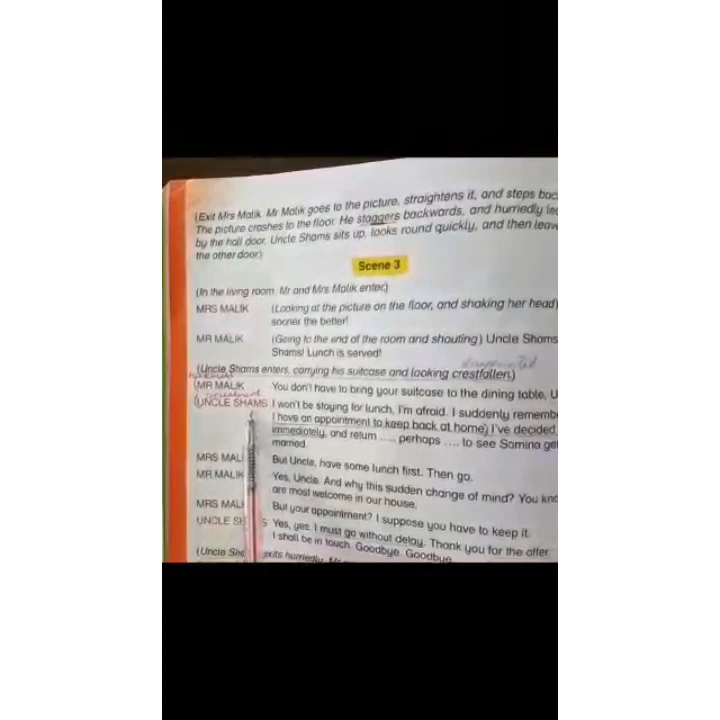 (Exit Mrs Malik. Mr Malik goes to the picture, straightens it, and steps bac
The picture crashes to the floor. He staggers backwards, and hurriedly lea
by the hall door. Uncle Shams sits up, looks round quickly, and then leav
the other door.)
Scene 3
(In the living room. Mr and Mrs Malik enter.)
MRS MALIK (Looking at the picture on the floor, and shaking her head)
sooner the better!
MR MALIK (Going to the end of the room and shouting) Uncle Shams
Shams! Lunch is served!
disappointed
(Uncle Shams enters, carrying his suitcase and looking crestfallen.)
MR MALIK You don't have to bring your suitcase to the dining table, U
(UNCLE SHAMS I won't be staying for lunch, I'm afraid. I suddenly remembe
I have an appointment to keep back at home) I've decided
immediately, and return ..... perhaps .... to see Samina get
married.
MRS MALI But Uncle, have some lunch first. Then go.
MR MALIK Yes, Uncle. And why this sudden change of mind? You kno
are most welcome in our house.
MRS MALI But your appointment? I suppose you have to keep it.
UNCLE SH S Yes, yes. I must go without delay. Thank you for the offer.
I shall be in touch. Goodbye. Goodbye.
(Uncle Sha exits hurriedly.